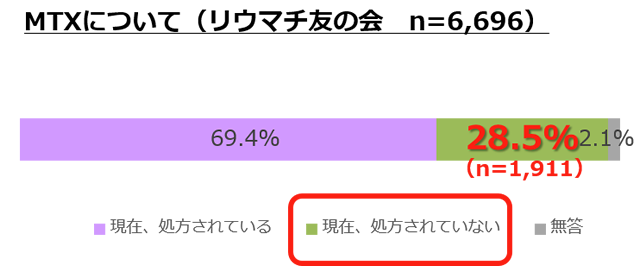 MTXについて（リウマチ友の会　n=6,696）
69.4% 28.5% 2.1%
（n=1,911）
現在、処方されている 現在、処方されていない 無答